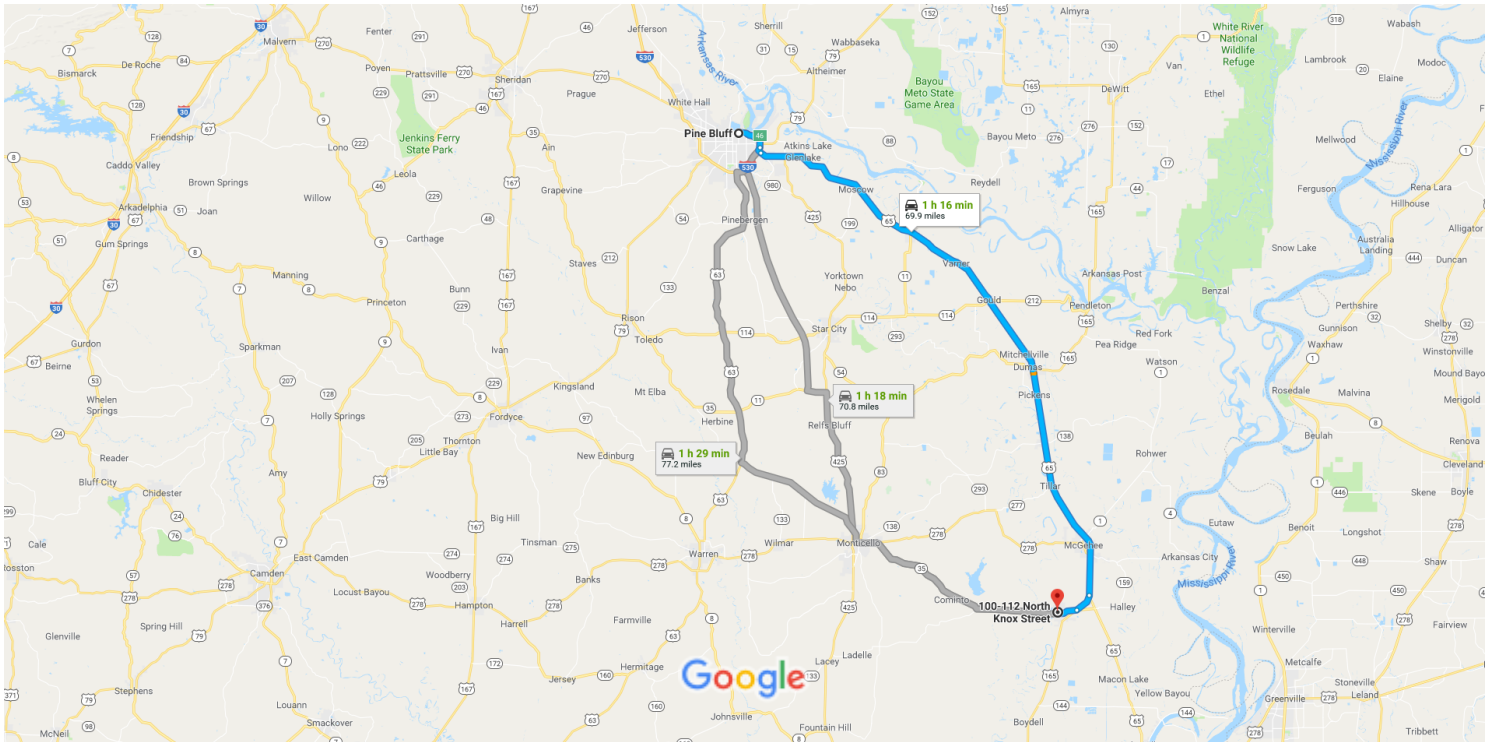 Almyra
Wabash
Malvern
Fenter
Jefferson
Sherrill
Wabbaseka
White River
National
Wildlife
Refuge
Lambrook
Modoc
Elaine
Bismarck
De Roche
Poyen
Prattsville
Sheridan
Altheimer
Arkansas River
Van
Prague
Bayou
Meto State
Game Area
DeWitt
Ethel
White Hall
Friendship
Jenkins Ferry
State Park
Lono
Ain
Pine Bluff
46
530
Atkins Lake
Glenlake
Bayou Meto
Mellwood
Mississippi River
Caddo Valley
Leola
Brown Springs
Willow
Grapevine
Moscow
Reydell
Ferguson
Rena Lara
Hillhouse
Arkadelphia
Joan
1 h 16 min
69.9 miles
Pinebergen
Gum Springs
Carthage
Snow Lake
Australia
Landing
Alligator
Duncan
Staves
Varner
Manning
Bunn
Yorktown
Nebo
Arkansas Post
Benzal
Princeton
Gould
Pendleton
Perthshire
Rison
Star City
Red Fork
Gunnison
Shelby
Gurdon
Sparkman
Ivan
Toledo
Pea Ridge
Waxhaw
Winstonville
Beirne
Mitchellville
Dumas
Watson
Mound Bayou
Whelen
Springs
Holly Springs
Kingsland
Mt Elba
1 h 18 min
70.8 miles
Pickens
Rosedale
Malvina
Merigold
Fordyce
Herbine
Relfs Bluff
Beulah
Renova
Thornton
Little Bay
New Edinburg
1 h 29 min
77.2 miles
Rohwer
Cleveland
Reader
Bluff City
Amy
Tillar
Skene
Boyle
Chidester
Big Hill
Eutaw
Benoit
Longshot
Cale
Tinsman
Wilmar
Monticello
McGehee
Arkansas City
Rosston
East Camden
Warren
Shaw
Camden
Woodberry
Banks
Mississippi River
Locust Bayou
Hampton
Cominto
100-112 North
Knox Street
Halley
Glenville
Spring Hill
Harrell
Farmville
Winterville
Fairview
Lacey
Ladelle
Hermitage
Google
Metcalfe
Stephens
Jersey
Macon Lake
Yellow Bayou
Stoneville
Leland
Louann
Greenville
McNeil
Smackover
Johnsville
Fountain Hill
Boydell
Tribbett